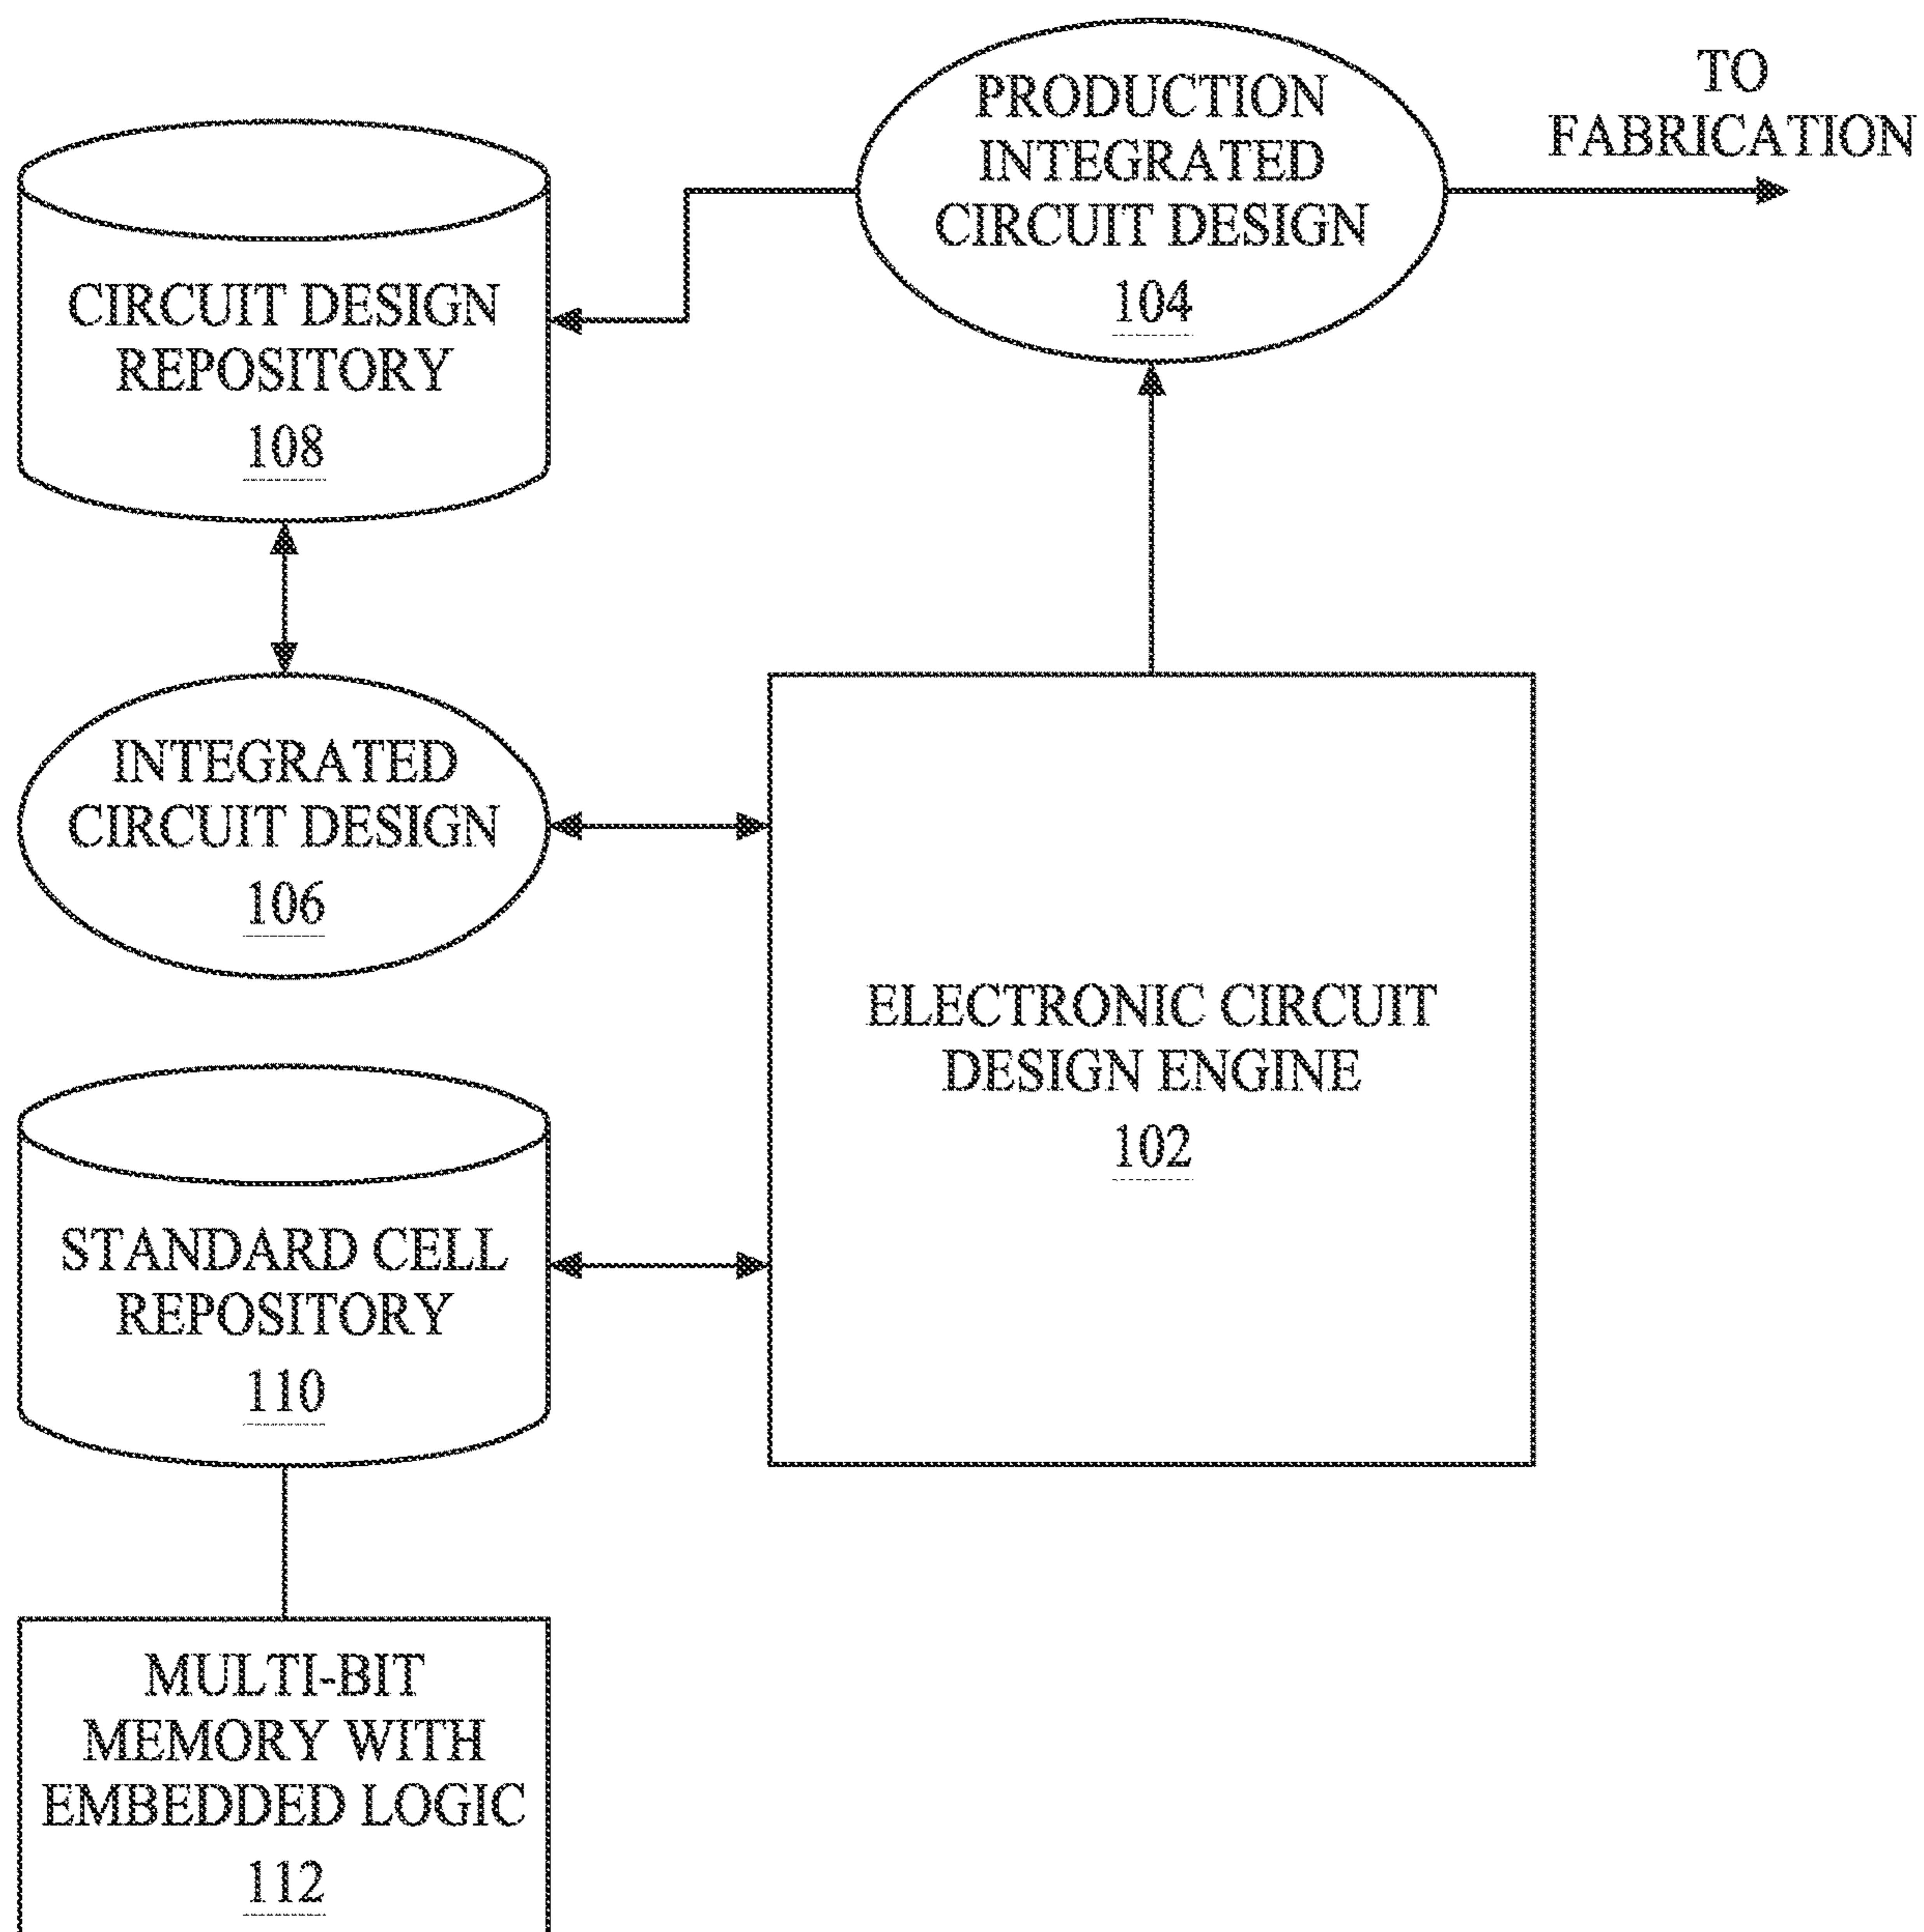 PRODUCTION
INTEGRATED
CIRCUIT DESIGN
104
TO
FABRICATION
CIRCUIT DESIGN
REPOSITORY
108
INTEGRATED
CIRCUIT DESIGN
106
ELECTRONIC CIRCUIT
DESIGN ENGINE
102
STANDARD CELL
REPOSITORY
110
MULTI-BIT
MEMORY WITH
EMBEDDED LOGIC
112